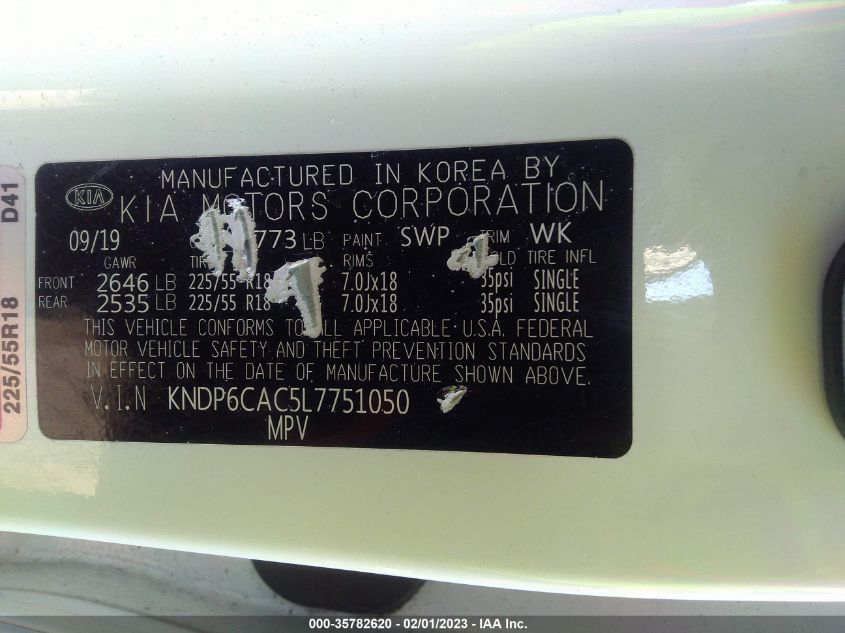 MANUFACTURED IN KOREA BY
KIA KIA MOTORS CORPORATION
09/19 773 LB PAINT SWP TRIM WK
GAWR RIMS TIRE INFL
FRONT 2646 LB 225/55 R18 7.0Jx18 35psi SINGLE
REAR 2535 LB 225/55 R18 7.0Jx18 35psi SINGLE
THIS VEHICLE CONFORMS TO ALL APPLICABLE U.S.A. FEDERAL
MOTOR VEHICLE SAFETY AND THEFT PREVENTION STANDARDS
IN EFFECT ON THE DATE OF MANUFACTURE SHOWN ABOVE.
V.I.N KNDP6CAC5L7751050
MPV
225/55R18 D41
000-35782620 - 02/01/2023 - IAA Inc.